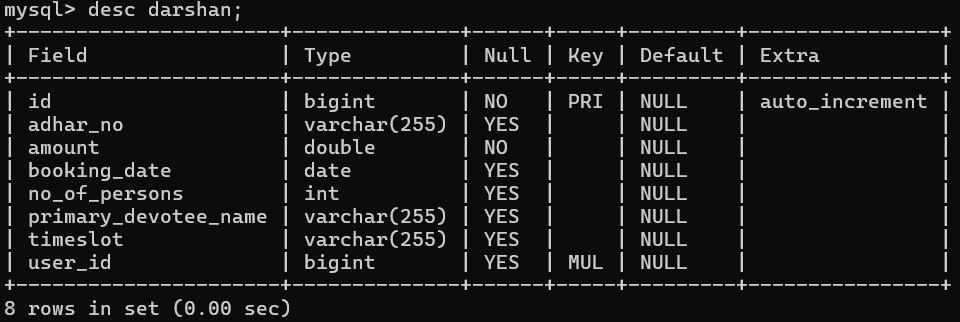 mysql> desc darshan;
+----------------------+--------------+------+-----+---------+----------------+
| Field                | Type         | Null | Key | Default | Extra          |
+----------------------+--------------+------+-----+---------+----------------+
| id                   | bigint       | NO   | PRI | NULL    | auto_increment |
| adhar_no             | varchar(255) | YES  |     | NULL    |                |
| amount               | double       | NO   |     | NULL    |                |
| booking_date         | date         | YES  |     | NULL    |                |
| no_of_persons        | int          | YES  |     | NULL    |                |
| primary_devotee_name | varchar(255) | YES  |     | NULL    |                |
| timeslot             | varchar(255) | YES  |     | NULL    |                |
| user_id              | bigint       | YES  | MUL | NULL    |                |
+----------------------+--------------+------+-----+---------+----------------+
8 rows in set (0.00 sec)